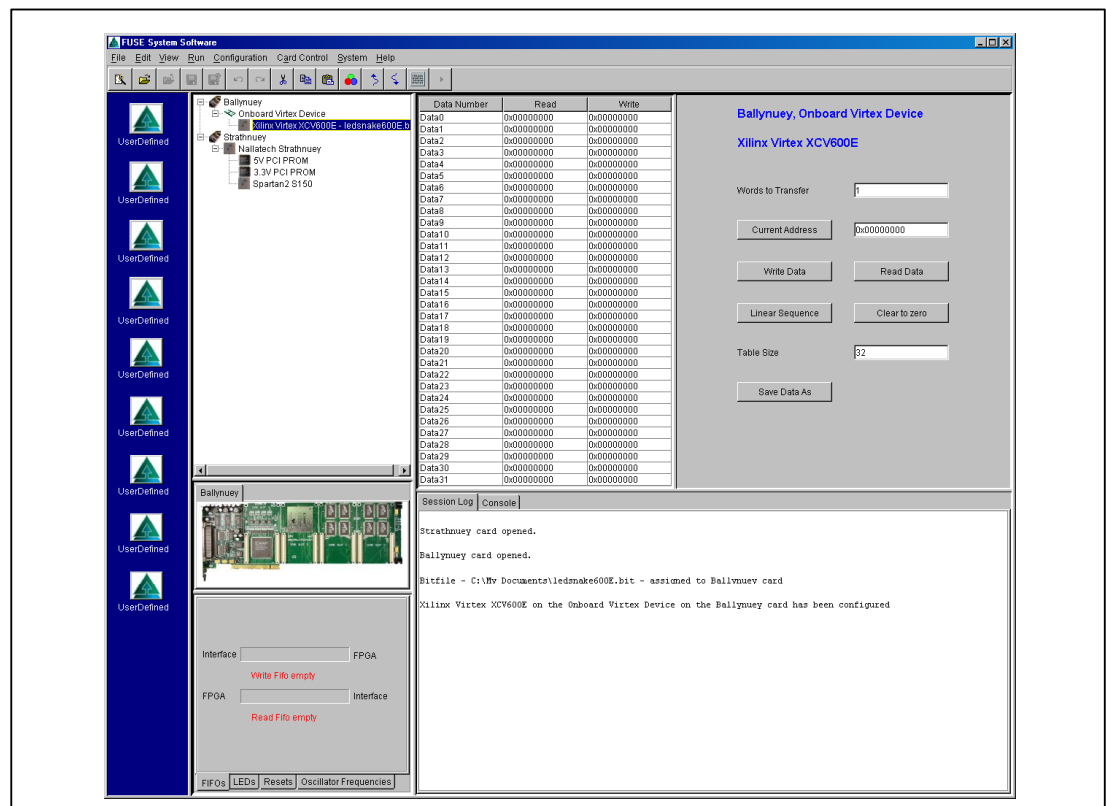 FUSE System Software
File Edit View Run Configuration Card Control System Help
UserDefined
UserDefined
UserDefined
UserDefined
UserDefined
UserDefined
UserDefined
UserDefined
UserDefined
Ballynuey
Onboard Virtex Device
Xilinx Virtex XCV600E - ledsnake600E.b
Strathnuey
Nallatech Strathnuey
5V PCI PROM
3.3V PCI PROM
Spartan2 S150
Data Number Read Write
Data0 0x00000000 0x00000000
Data1 0x00000000 0x00000000
Data2 0x00000000 0x00000000
Data3 0x00000000 0x00000000
Data4 0x00000000 0x00000000
Data5 0x00000000 0x00000000
Data6 0x00000000 0x00000000
Data7 0x00000000 0x00000000
Data8 0x00000000 0x00000000
Data9 0x00000000 0x00000000
Data10 0x00000000 0x00000000
Data11 0x00000000 0x00000000
Data12 0x00000000 0x00000000
Data13 0x00000000 0x00000000
Data14 0x00000000 0x00000000
Data15 0x00000000 0x00000000
Data16 0x00000000 0x00000000
Data17 0x00000000 0x00000000
Data18 0x00000000 0x00000000
Data19 0x00000000 0x00000000
Data20 0x00000000 0x00000000
Data21 0x00000000 0x00000000
Data22 0x00000000 0x00000000
Data23 0x00000000 0x00000000
Data24 0x00000000 0x00000000
Data25 0x00000000 0x00000000
Data26 0x00000000 0x00000000
Data27 0x00000000 0x00000000
Data28 0x00000000 0x00000000
Data29 0x00000000 0x00000000
Data30 0x00000000 0x00000000
Data31 0x00000000 0x00000000
Ballynuey, Onboard Virtex Device
Xilinx Virtex XCV600E
Words to Transfer 1
Current Address 0x00000000
Write Data Read Data
Linear Sequence Clear to zero
Table Size 32
Save Data As
Ballynuey
Interface FPGA
Write Fifo empty
FPGA Interface
Read Fifo empty
FIFOs LEDs Resets Oscillator Frequencies
Session Log Console
Strathnuey card opened.
Ballynuey card opened.
Bitfile - C:\My Documents\ledsnake600E.bit - assigned to Ballynuey card
Xilinx Virtex XCV600E on the Onboard Virtex Device on the Ballynuey card has been configured